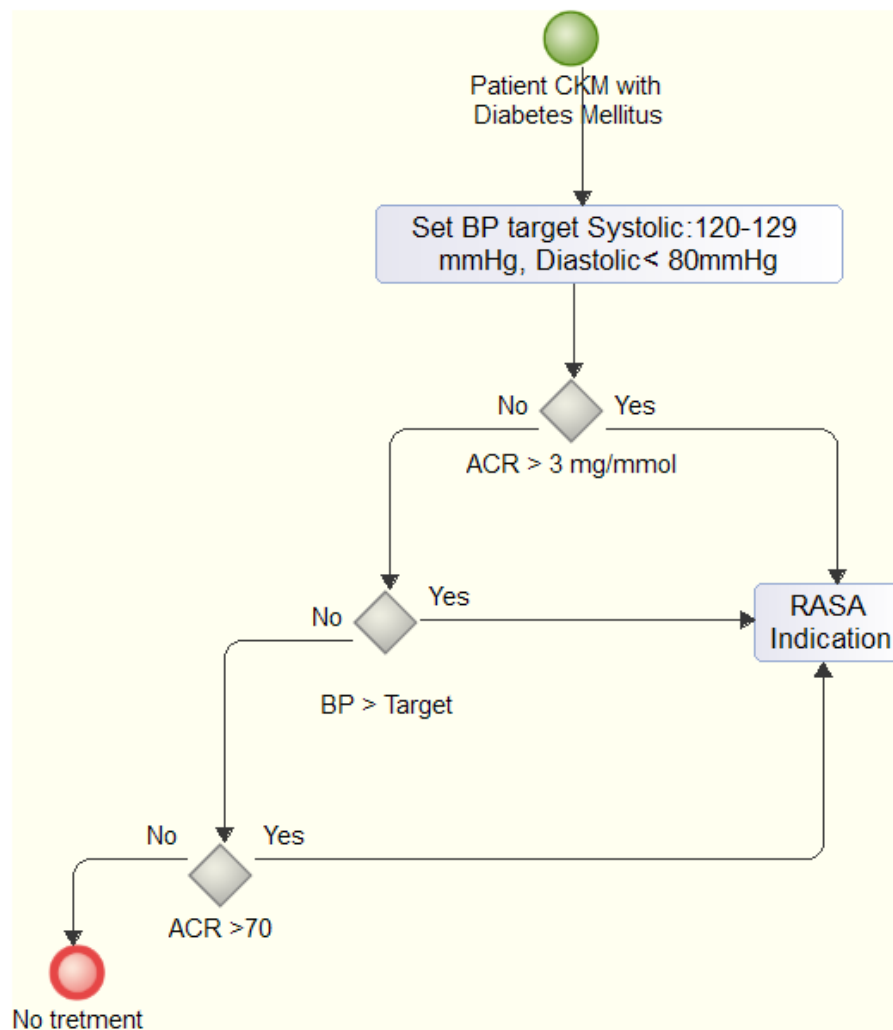 Patient CKM with
Diabetes Mellitus
Set BP target Systolic:120-129
mmHg, Diastolic< 80mmHg
No Yes
ACR > 3 mg/mmol
No Yes
RASA
Indication
BP > Target
No Yes
ACR >70
No tretment